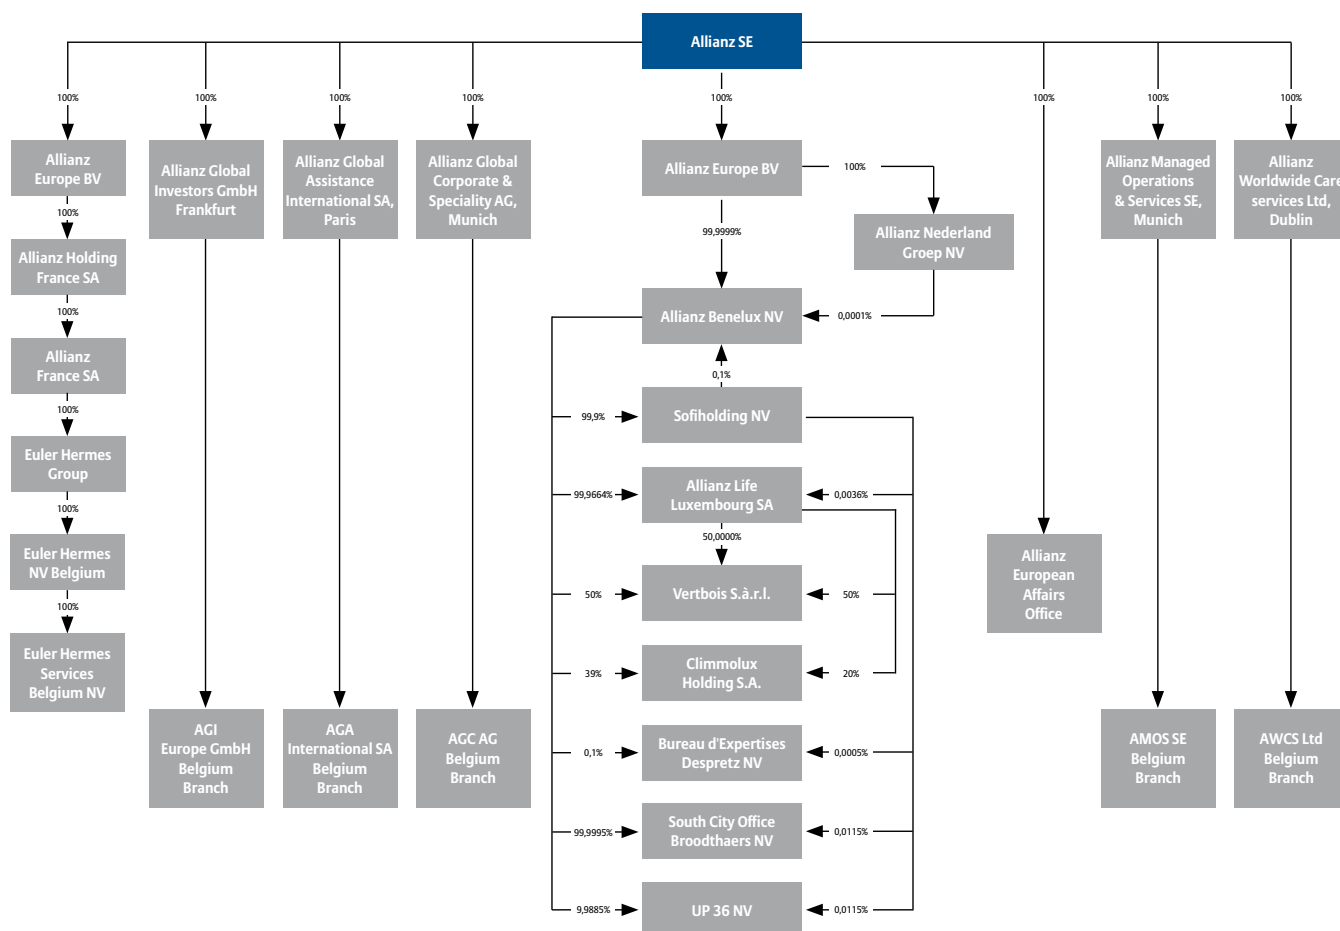 Allianz SE
100%
100%
100%
100%
100%
100%
100%
100%
Allianz
Europe BV
Allianz Global
Investors GmbH
Frankfurt
Allianz Global
Assistance
International SA,
Paris
Allianz Global
Corporate &
Speciality AG,
Munich
Allianz Europe BV
100%
Allianz Managed
Operations
& Services SE,
Munich
Allianz
Worldwide Care
services Ltd,
Dublin
100%
99,9999%
Allianz Nederland
Groep NV
Allianz Holding
France SA
100%
Allianz Benelux NV
0,0001%
Allianz
France SA
0,1%
100%
99,9%
Sofiholding NV
Euler Hermes
Group
99,9664%
Allianz Life
Luxembourg SA
0,0036%
100%
50,0000%
Euler Hermes
NV Belgium
Allianz
European
Affairs
Office
50%
Vertbois S.à.r.l.
50%
100%
Euler Hermes
Services
Belgium NV
39%
Climmolux
Holding S.A.
20%
AGI
Europe GmbH
Belgium
Branch
AGA
International SA
Belgium
Branch
AGC AG
Belgium
Branch
0,1%
Bureau d'Expertises
Despretz NV
0,0005%
AMOS SE
Belgium
Branch
AWCS Ltd
Belgium
Branch
99,9995%
South City Office
Broodthaers NV
0,0115%
9,9885%
UP 36 NV
0,0115%